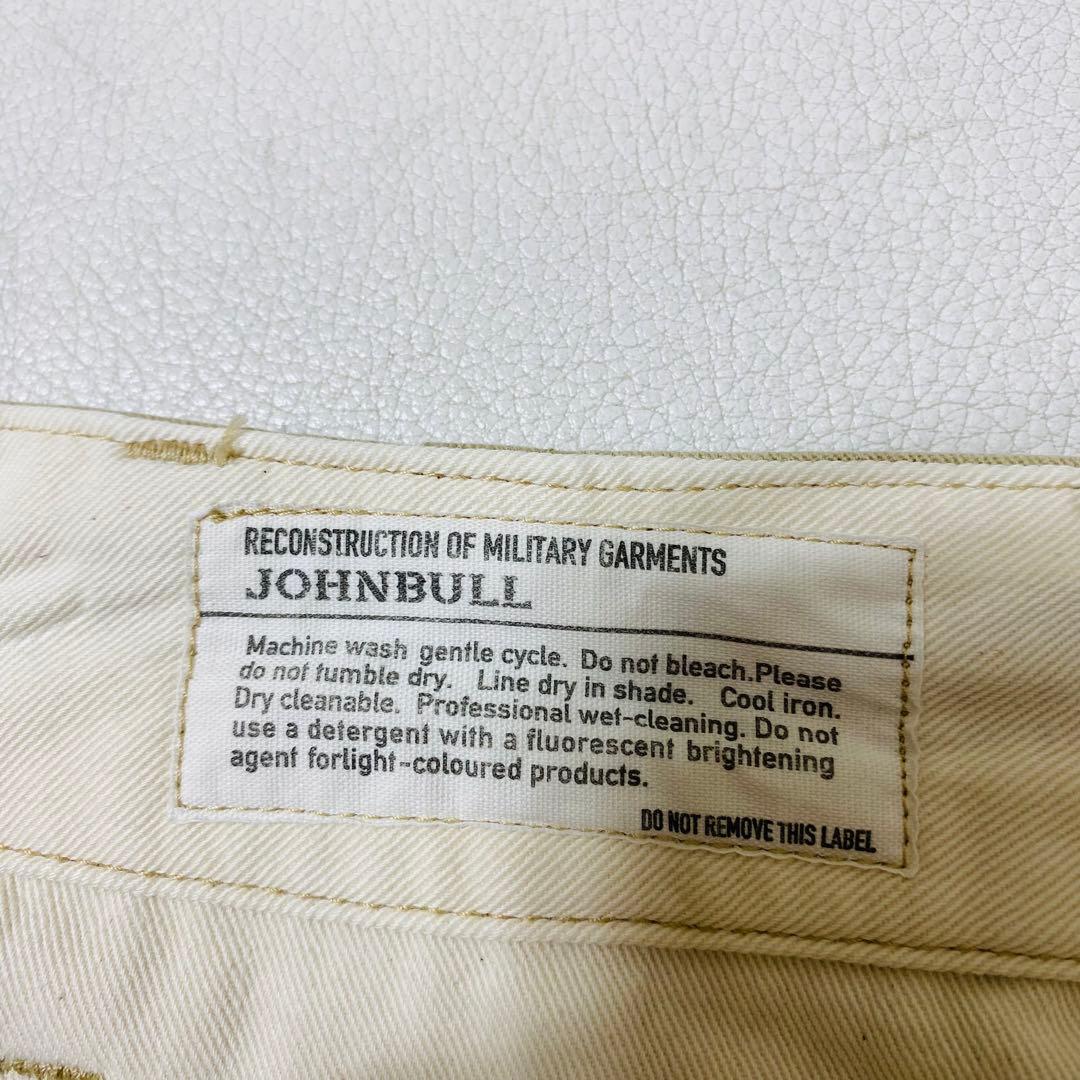 RECONSTRUCTION OF MILITARY GARMENTS
JOHNBULL
Machine wash gentle cycle. Do not bleach.Please
do not tumble dry. Line dry in shade. Cool iron.
Dry cleanable. Professional wet-cleaning. Do not
use a detergent with a fluorescent brightening
agent forlight-coloured products.
DO NOT REMOVE THIS LABEL